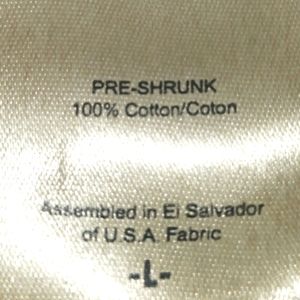 PRE-SHRUNK
100% Cotton/Coton
Assembled in El Salvador
of U.S.A. Fabric
-L-